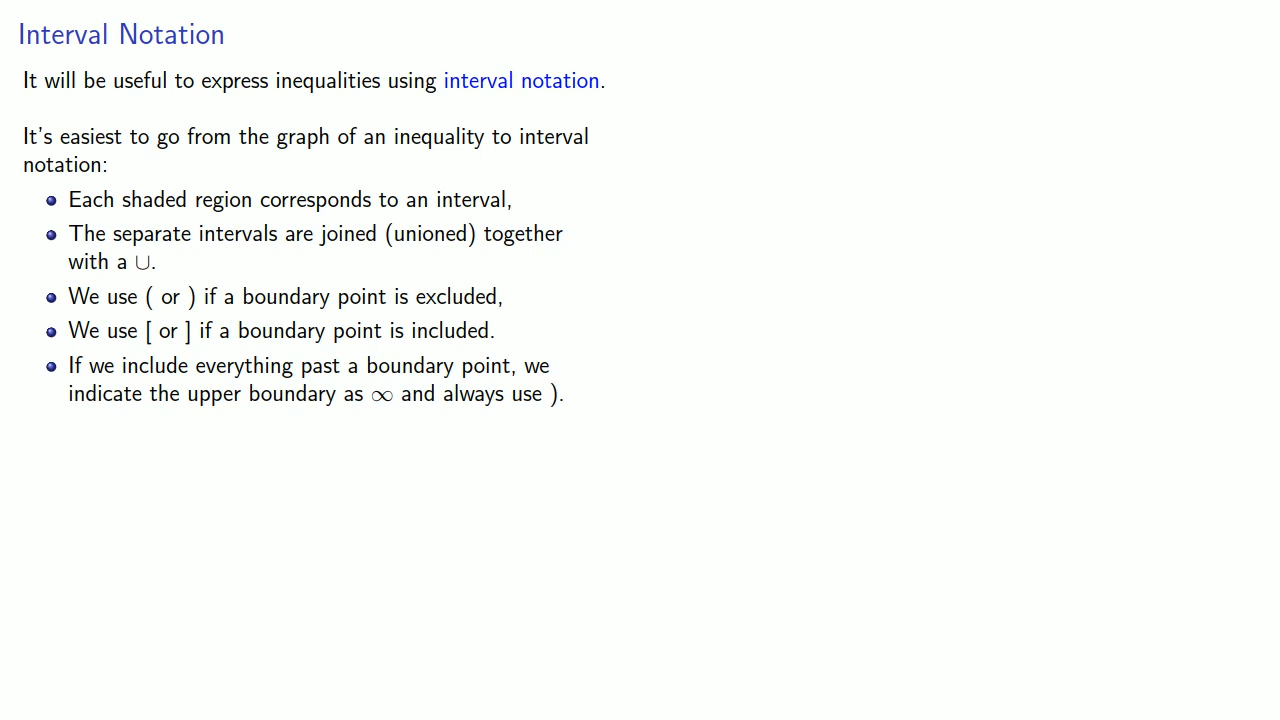 Interval Notation
It will be useful to express inequalities using interval notation.
It's easiest to go from the graph of an inequality to interval
notation:
Each shaded region corresponds to an interval,
The separate intervals are joined (unioned) together
with a ∪.
We use ( or ) if a boundary point is excluded,
We use [ or ] if a boundary point is included.
If we include everything past a boundary point, we
indicate the upper boundary as ∞ and always use ).